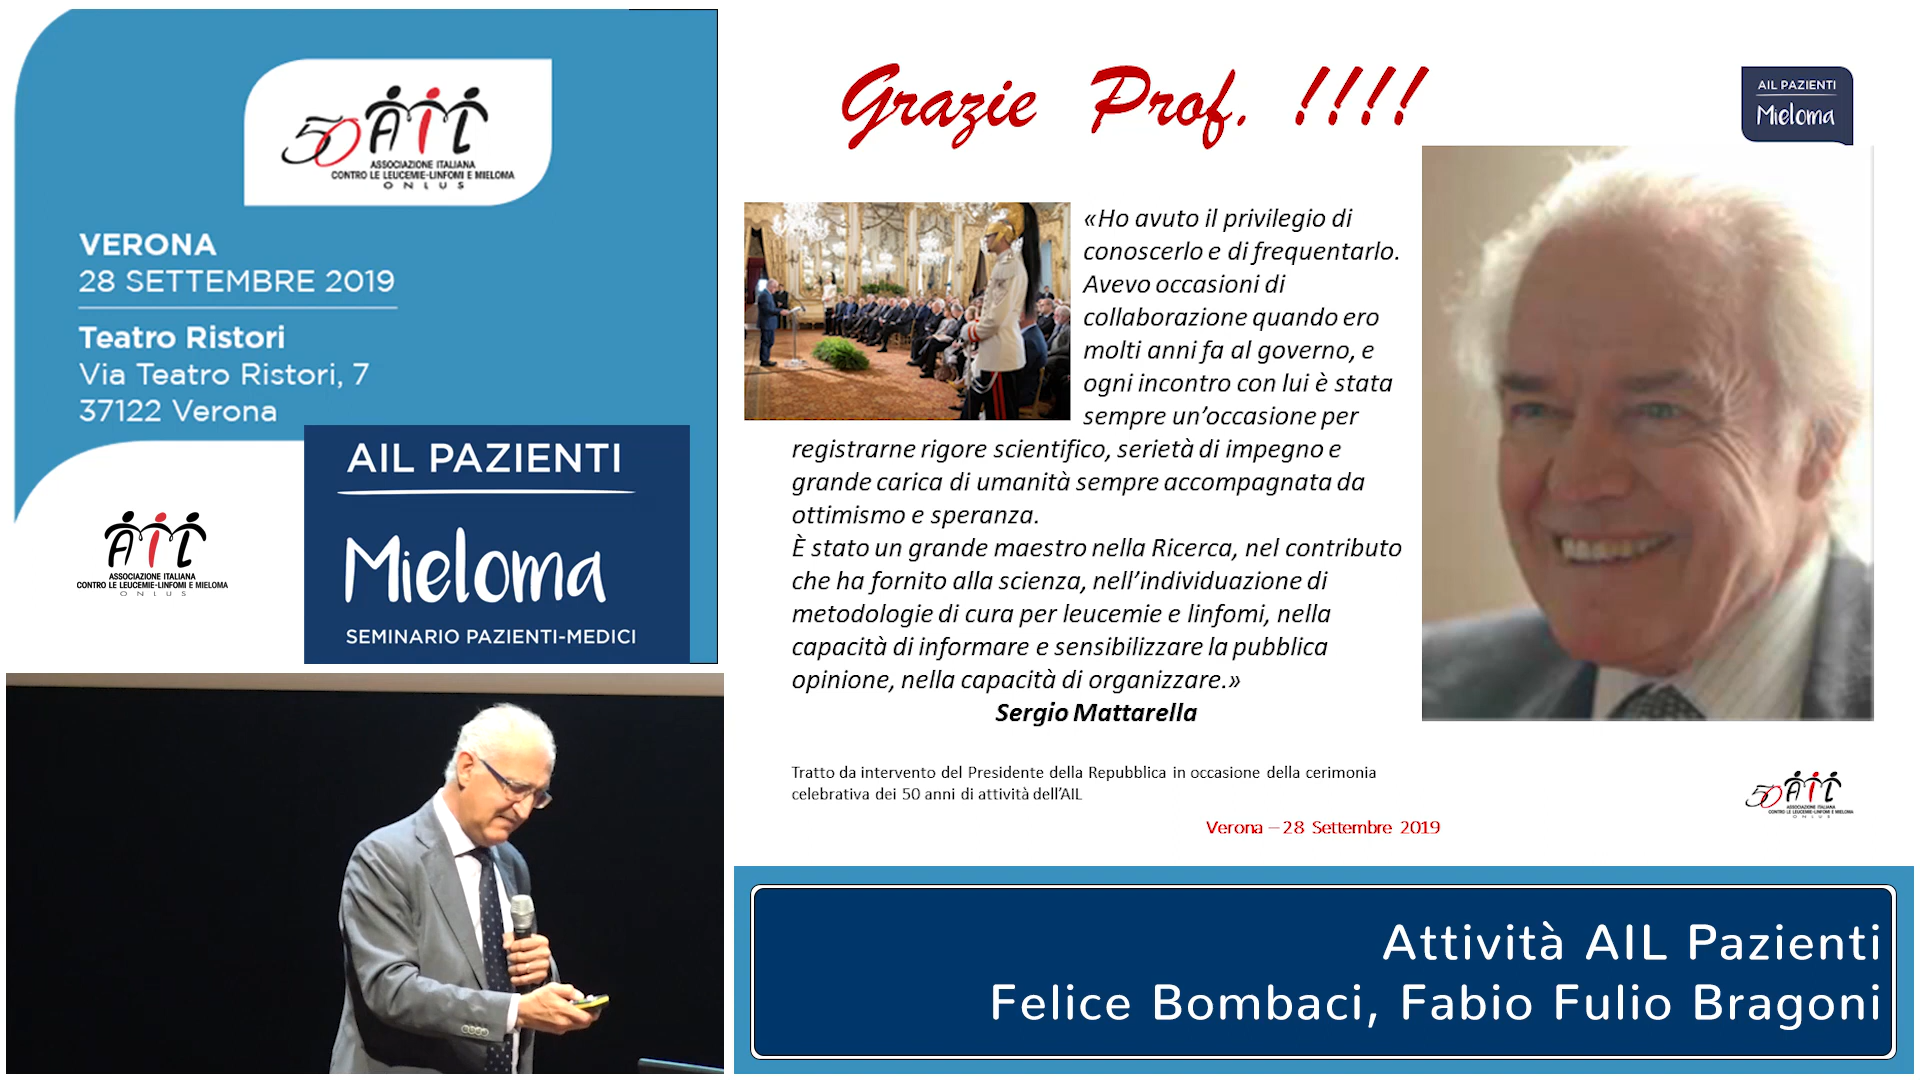 50 AIL
ASSOCIAZIONE ITALIANA
CONTRO LE LEUCEMIE-LINFOMI E MIELOMA
ONLUS
VERONA
28 SETTEMBRE 2019
Teatro Ristori
Via Teatro Ristori, 7
37122 Verona
AIL PAZIENTI
Mieloma
SEMINARIO PAZIENTI-MEDICI
AIL
ASSOCIAZIONE ITALIANA
CONTRO LE LEUCEMIE-LINFOMI E MIELOMA
ONLUS
Grazie Prof. !!!!
AIL PAZIENTI
Mieloma
«Ho avuto il privilegio di
conoscerlo e di frequentarlo.
Avevo occasioni di
collaborazione quando ero
molti anni fa al governo, e
ogni incontro con lui è stata
sempre un’occasione per
registrarne rigore scientifico, serietà di impegno e
grande carica di umanità sempre accompagnata da
ottimismo e speranza.
È stato un grande maestro nella Ricerca, nel contributo
che ha fornito alla scienza, nell’individuazione di
metodologie di cura per leucemie e linfomi, nella
capacità di informare e sensibilizzare la pubblica
opinione, nella capacità di organizzare.»
Sergio Mattarella
Tratto da intervento del Presidente della Repubblica in occasione della cerimonia
celebrativa dei 50 anni di attività dell’AIL
50 AIL
ASSOCIAZIONE ITALIANA
CONTRO LE LEUCEMIE-LINFOMI E MIELOMA
ONLUS
Verona – 28 Settembre 2019
Attività AIL Pazienti
Felice Bombaci, Fabio Fulio Bragoni